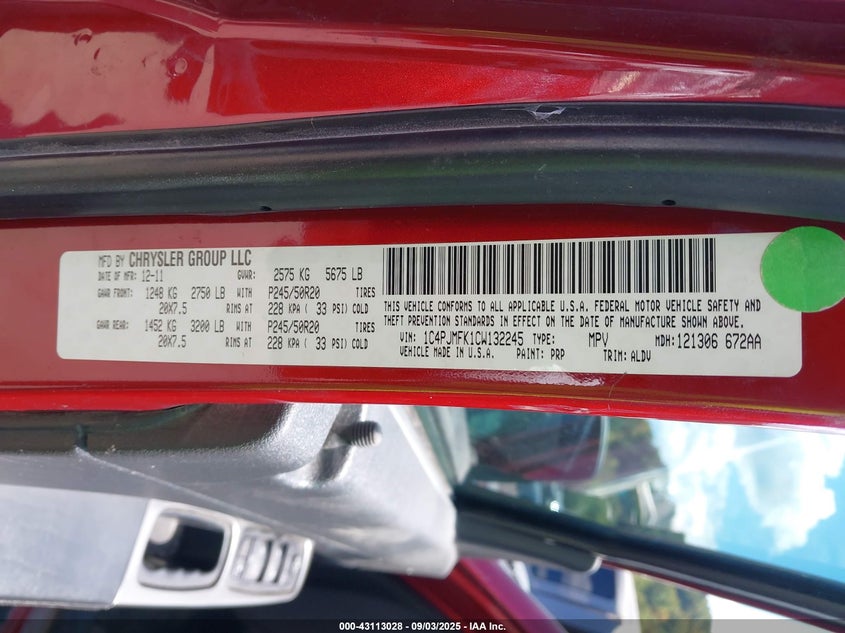 MFD BY CHRYSLER GROUP LLC
DATE OF MFR: 12-11 GVWR: 2575 KG 5675 LB
GAWR FRONT: 1248 KG 2750 LB WITH P245/50R20 TIRES
20X7.5 RIMS AT 228 KPA ( 33 PSI) COLD
GAWR REAR: 1452 KG 3200 LB WITH P245/50R20 TIRES
20X7.5 RIMS AT 228 KPA ( 33 PSI) COLD
THIS VEHICLE CONFORMS TO ALL APPLICABLE U.S.A. FEDERAL MOTOR VEHICLE SAFETY AND
THEFT PREVENTION STANDARDS IN EFFECT ON THE DATE OF MANUFACTURE SHOWN ABOVE.
VIN: 1C4PJMFK1CW132245 TYPE: MPV MDH: 121306 672AA
VEHICLE MADE IN U.S.A. PAINT: PRP TRIM: ALDV
000-43113028 - 09/03/2025 - IAA Inc.